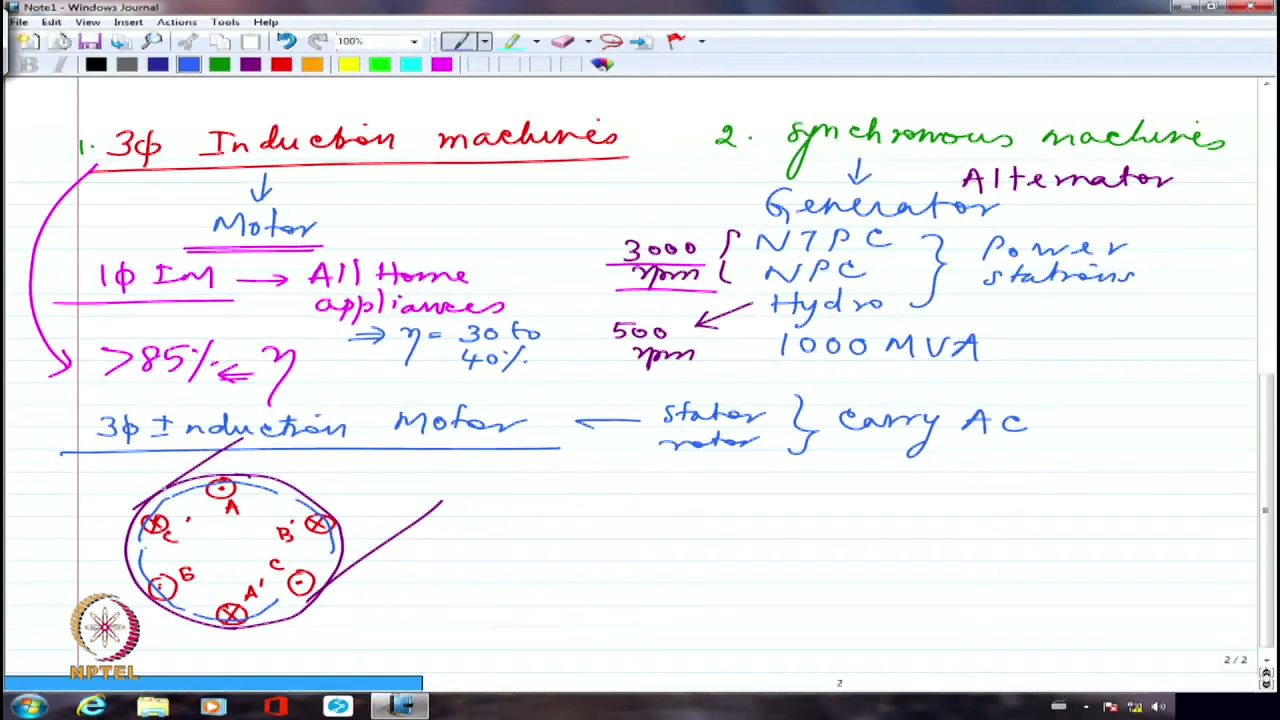 Note1 - Windows Journal
File Edit View Insert Actions Tools Help
100%
B I
1. 3φ Induction machines
2. Synchronous machines
Alternator
Motor
Generator
1φ IM → All Home appliances
⇒ η = 30 to 40%
>85% ⇐ η
3000 rpm
NTPC
NPC
Hydro
Power stations
500 rpm
1000 MVA
3φ Induction Motor ← stator rotor } Carry AC
A
C'
B'
B
A'
C
NPTEL
2 / 2
2